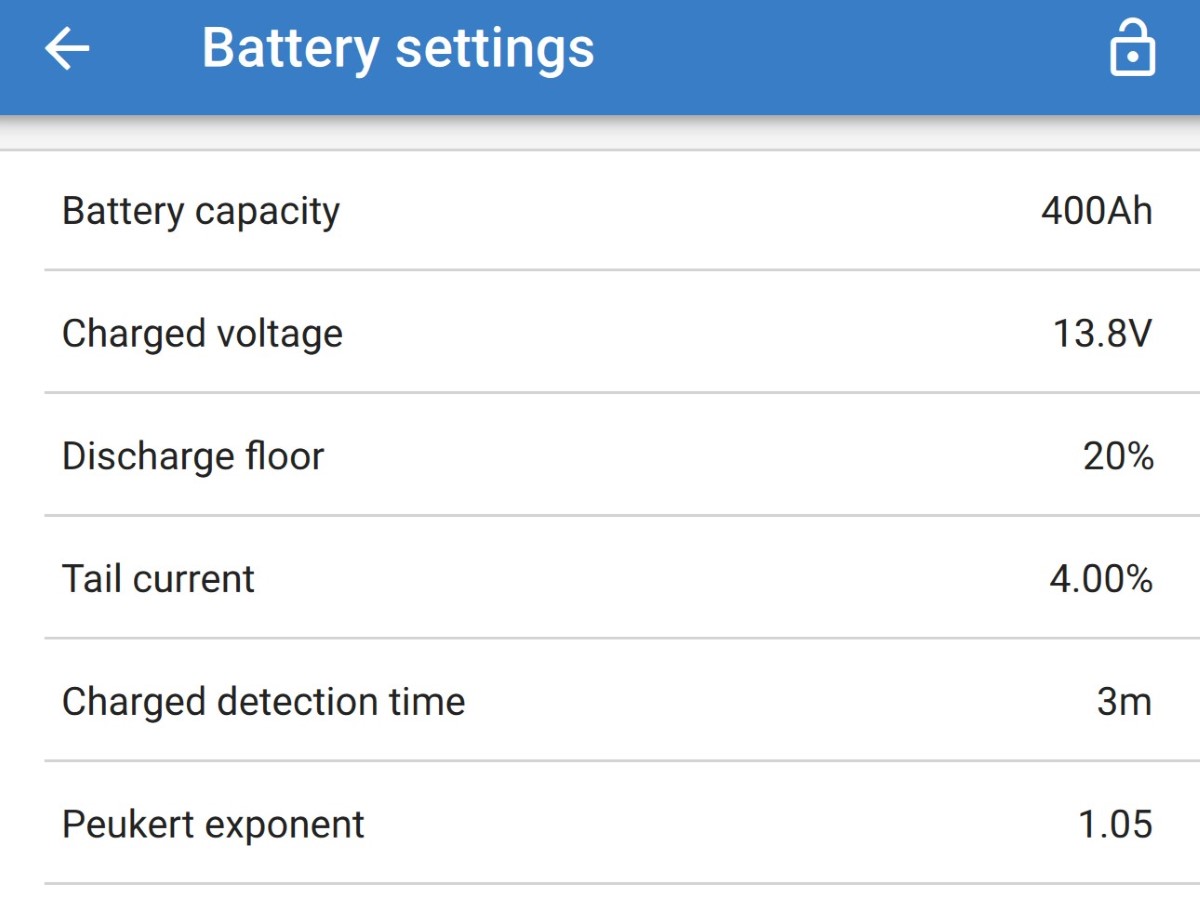 Battery settings
Battery capacity 400Ah
Charged voltage 13.8V
Discharge floor 20%
Tail current 4.00%
Charged detection time 3m
Peukert exponent 1.05